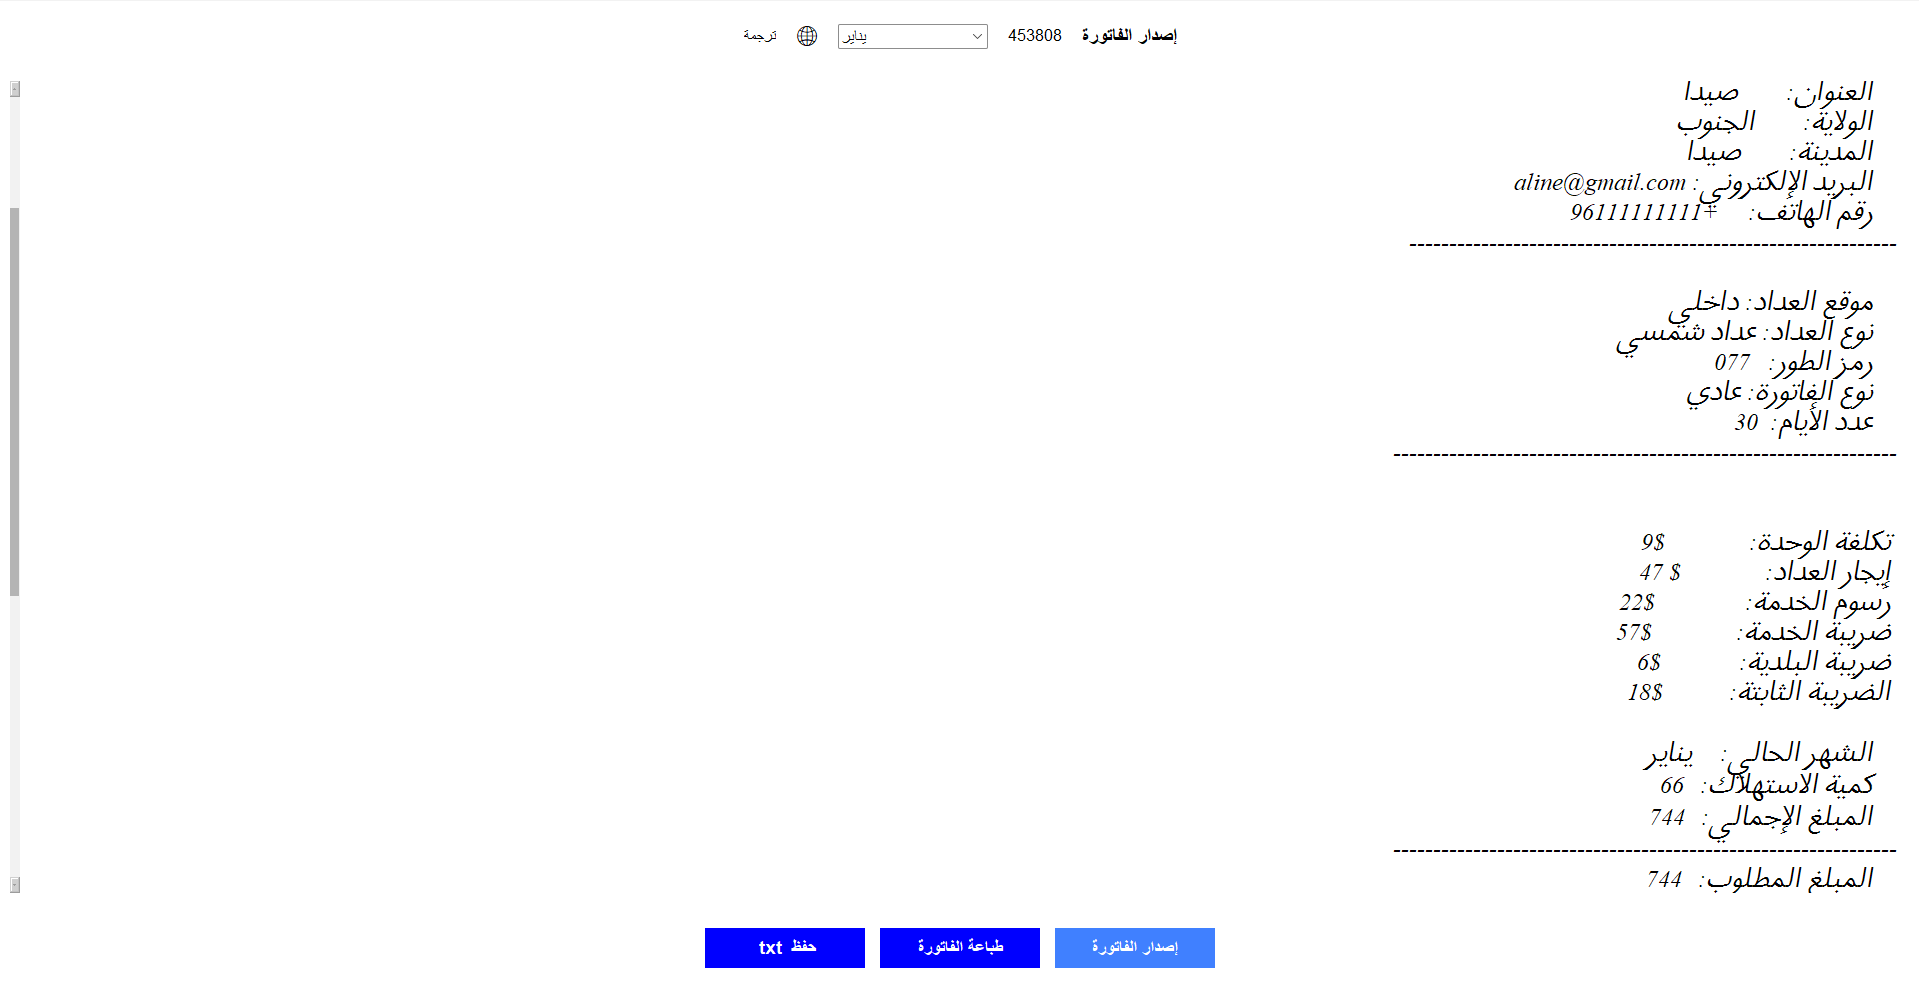 إصدار الفاتورة 453808 يناير ترجمة
العنوان: صيدا
الولاية: الجنوب
المدينة: صيدا
البريد الإلكتروني: aline@gmail.com
رقم الهاتف: +96111111111
-------------------------------------------------------------
موقع العداد: داخلي
نوع العداد: عداد شمسي
رمز الطور: 077
نوع الفاتورة: عادي
عدد الأيام: 30
---------------------------------------------------------------
تكلفة الوحدة: 9$
إيجار العداد: 47 $
رسوم الخدمة: 22$
ضريبة الخدمة: 57$
ضريبة البلدية: 6$
الضريبة الثابتة: 18$
الشهر الحالي: يناير
كمية الاستهلاك: 66
المبلغ الإجمالي: 744
---------------------------------------------------------------
المبلغ المطلوب: 744
إصدار الفاتورة طباعة الفاتورة حفظ txt